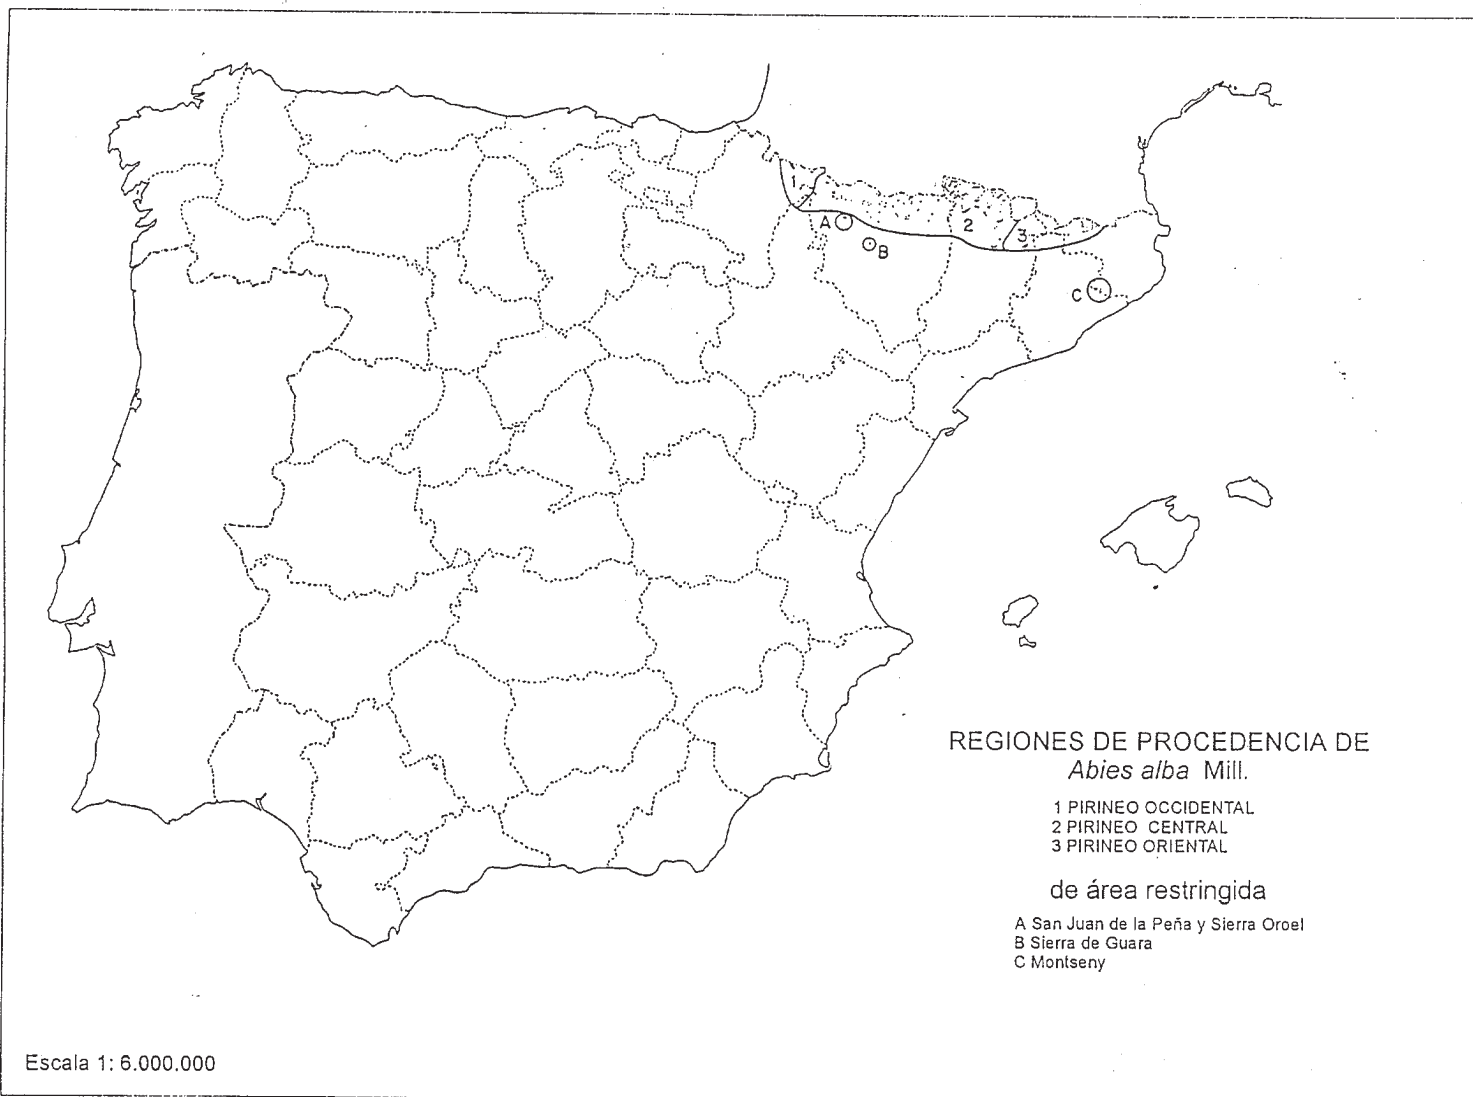 1
2
3
A
B
C
REGIONES DE PROCEDENCIA DE
Abies alba Mill.
1 PIRINEO OCCIDENTAL
2 PIRINEO CENTRAL
3 PIRINEO ORIENTAL
de área restringida
A San Juan de la Peña y Sierra Oroel
B Sierra de Guara
C Montseny
Escala 1: 6.000.000